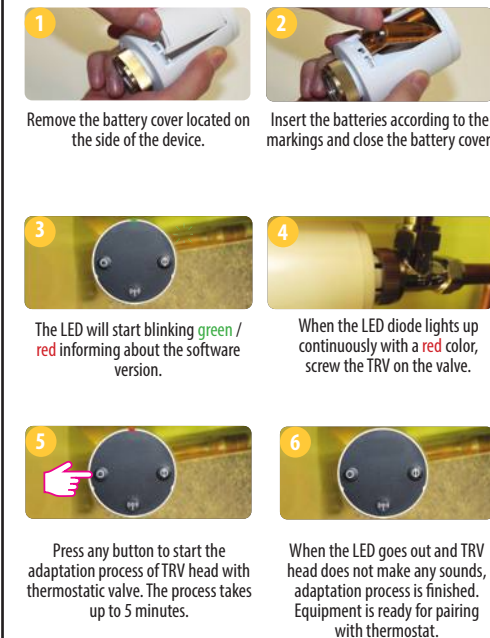 1
Remove the battery cover located on
the side of the device.
2
Insert the batteries according to the
markings and close the battery cover
3
The LED will start blinking green /
red informing about the software
version.
4
When the LED diode lights up
continuously with a red color,
screw the TRV on the valve.
5
Press any button to start the
adaptation process of TRV head with
thermostatic valve. The process takes
up to 5 minutes.
6
When the LED goes out and TRV
head does not make any sounds,
adaptation process is finished.
Equipment is ready for pairing
with thermostat.